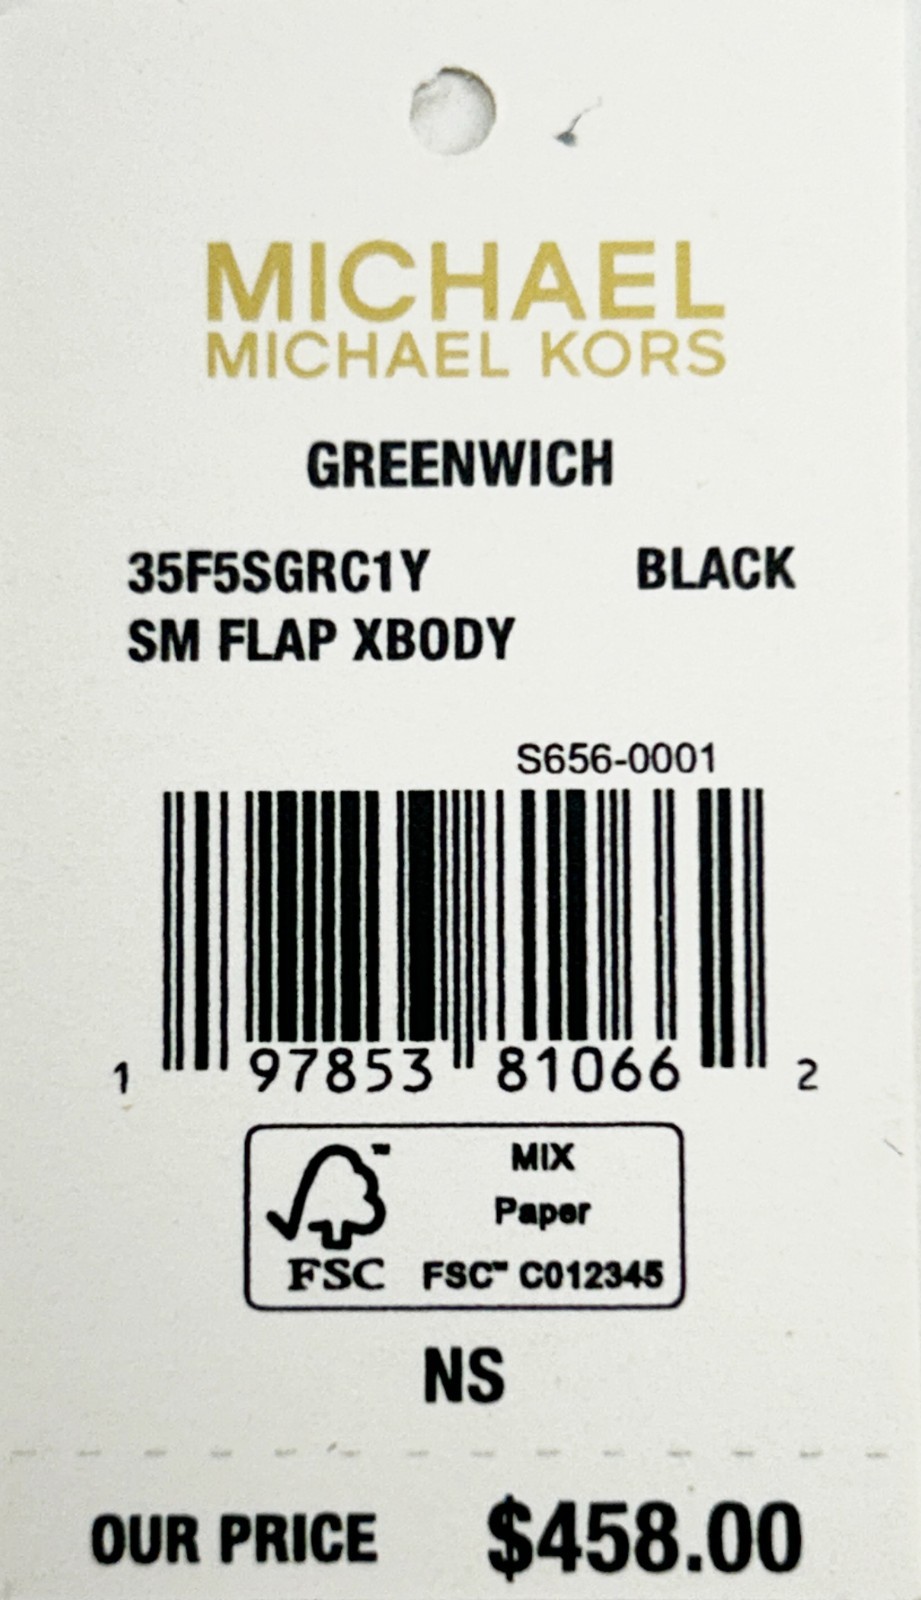 MICHAEL
MICHAEL KORS
GREENWICH
35F5SGRC1Y BLACK
SM FLAP XBODY
S656-0001
1 97853 81066 2
MIX
Paper
FSC FSC™ C012345
NS
OUR PRICE $458.00